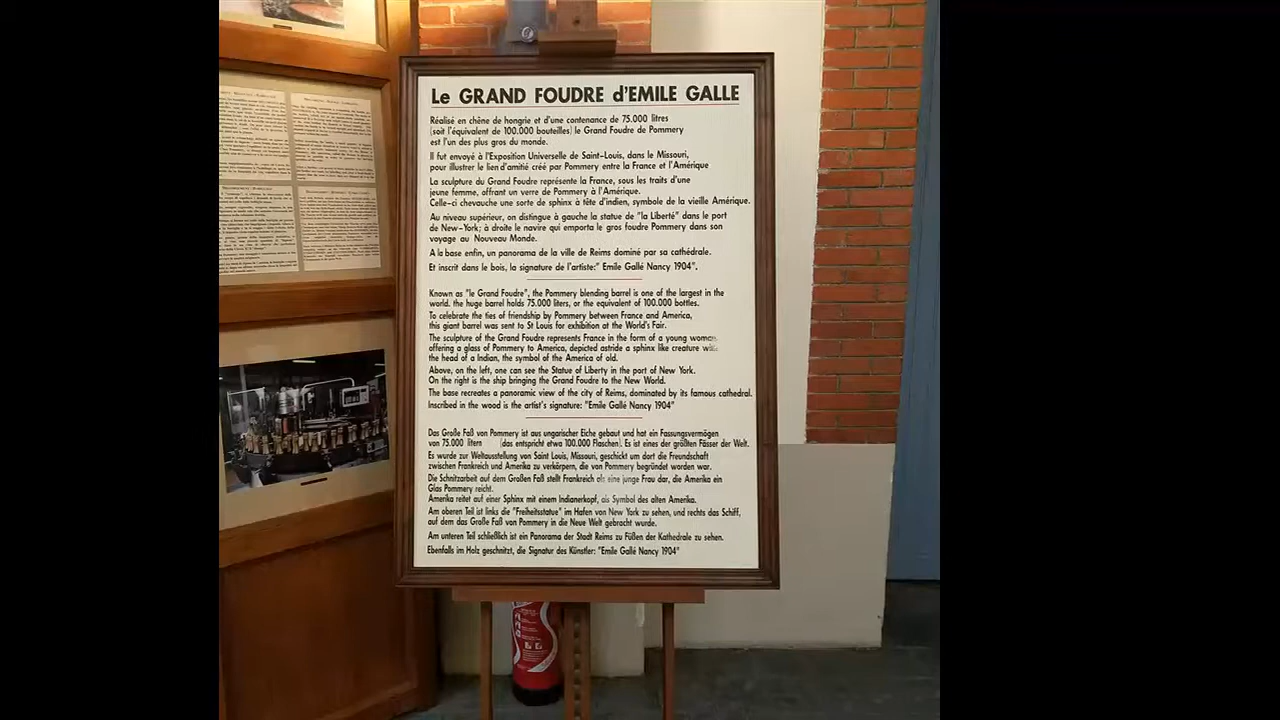 Le GRAND FOUDRE d'EMILE GALLE
Réalisé en chêne de hongrie et d'une contenance de 75.000 litres
(soit l'équivalent de 100.000 bouteilles) le Grand Foudre de Pommery
est l'un des plus gros du monde.
Il fut envoyé à l'Exposition Universelle de Saint-Louis, dans le Missouri,
pour illustrer le lien d'amitié créé par Pommery entre la France et l'Amérique
La sculpture du Grand Foudre représente la France, sous les traits d'une
jeune femme, offrant un verre de Pommery à l'Amérique.
Celle-ci chevauche une sorte de sphinx à tête d'indien, symbole de la vieille Amérique.
Au niveau supérieur, on distingue à gauche la statue de "la Liberté" dans le port
de New-York; à droite le navire qui emporta le gros foudre Pommery dans son
voyage au Nouveau Monde.
A la base enfin, un panorama de la ville de Reims dominé par sa cathédrale.
Et inscrit dans le bois, la signature de l'artiste:" Emile Gallé Nancy 1904".
Known as "le Grand Foudre", the Pommery blending barrel is one of the largest in the
world. the huge barrel holds 75.000 liters, or the equivalent of 100.000 bottles.
To celebrate the ties of friendship by Pommery between France and America,
this giant barrel was sent to St Louis for exhibition at the World's Fair.
The sculpture of the Grand Foudre represents France in the form of a young woman,
offering a glass of Pommery to America, depicted astride a sphinx like creature with
the head of a Indian, the symbol of the America of old.
Above, on the left, one can see the Statue of Liberty in the port of New York.
On the right is the ship bringing the Grand Foudre to the New World.
The base recreates a panoramic view of the city of Reims, dominated by its famous cathedral.
Inscribed in the wood is the artist's signature: "Emile Gallé Nancy 1904"
Das Große Faß von Pommery ist aus ungarischer Eiche gebaut und hat ein Fassungsvermögen
von 75.000 litern (das entspricht etwa 100.000 Flaschen). Es ist eines der größten Fässer der Welt.
Es wurde zur Weltausstellung von Saint Louis, Missouri, geschickt um dort die Freundschaft
zwischen Frankreich und Amerika zu verkörpern, die von Pommery begründet worden war.
Die Schnitzarbeit auf dem Großen Faß stellt Frankreich als eine junge Frau dar, die Amerika ein
Glas Pommery reicht.
Amerika reitet auf einer Sphinx mit einem Indianerkopf, als Symbol des alten Amerika.
Am oberen Teil ist links die "Freiheitsstatue" im Hafen von New York zu sehen, und rechts das Schiff,
auf dem das Große Faß von Pommery in die Neue Welt gebracht wurde.
Am unteren Teil schließlich ist ein Panorama der Stadt Reims zu Füßen der Kathedrale zu sehen.
Ebenfalls im Holz geschnitzt, die Signatur des Künstler: "Emile Gallé Nancy 1904"